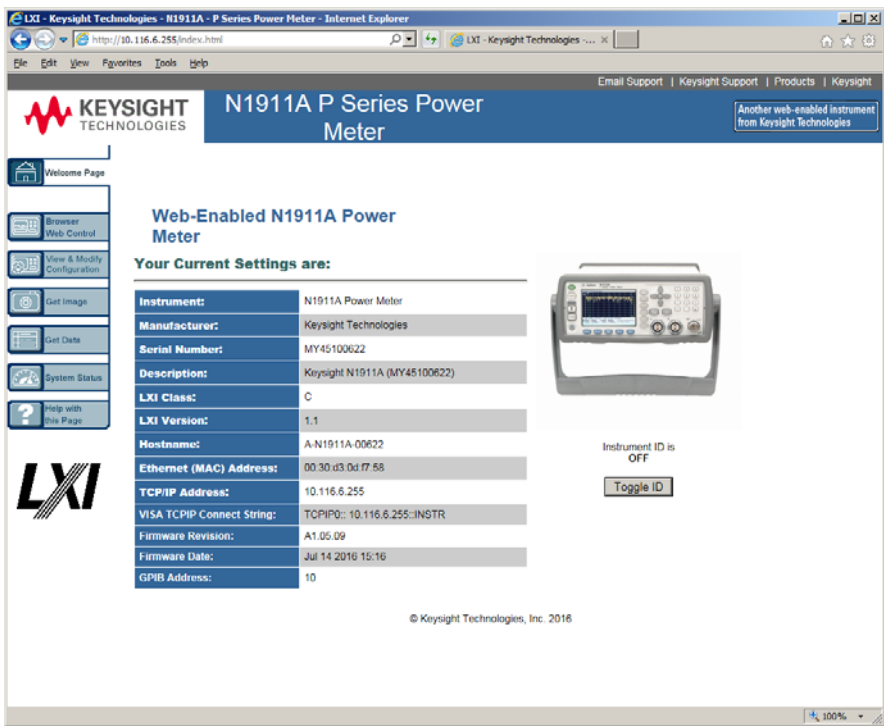 LXI - Keysight Technologies - N1911A - P Series Power Meter - Internet Explorer
http://10.116.6.255/index.html
LXI - Keysight Technologies -...
File Edit View Favorites Tools Help
Email Support | Keysight Support | Products | Keysight
KEYSIGHT
TECHNOLOGIES
N1911A P Series Power
Meter
Another web-enabled instrument
from Keysight Technologies
Welcome Page
Browser
Web Control
View & Modify
Configuration
Get Image
Get Data
System Status
Help with
this Page
LXI
Web-Enabled N1911A Power
Meter
Your Current Settings are:
Instrument: N1911A Power Meter
Manufacturer: Keysight Technologies
Serial Number: MY45100622
Description: Keysight N1911A (MY45100622)
LXI Class: C
LXI Version: 1.1
Hostname: A-N1911A-00622
Ethernet (MAC) Address: 00:30:d3:0d:f7:58
TCP/IP Address: 10.116.6.255
VISA TCPIP Connect String: TCPIP0:: 10.116.6.255::INSTR
Firmware Revision: A1.05.09
Firmware Date: Jul 14 2016 15:16
GPIB Address: 10
Instrument ID is
OFF
Toggle ID
© Keysight Technologies, Inc. 2016
100%